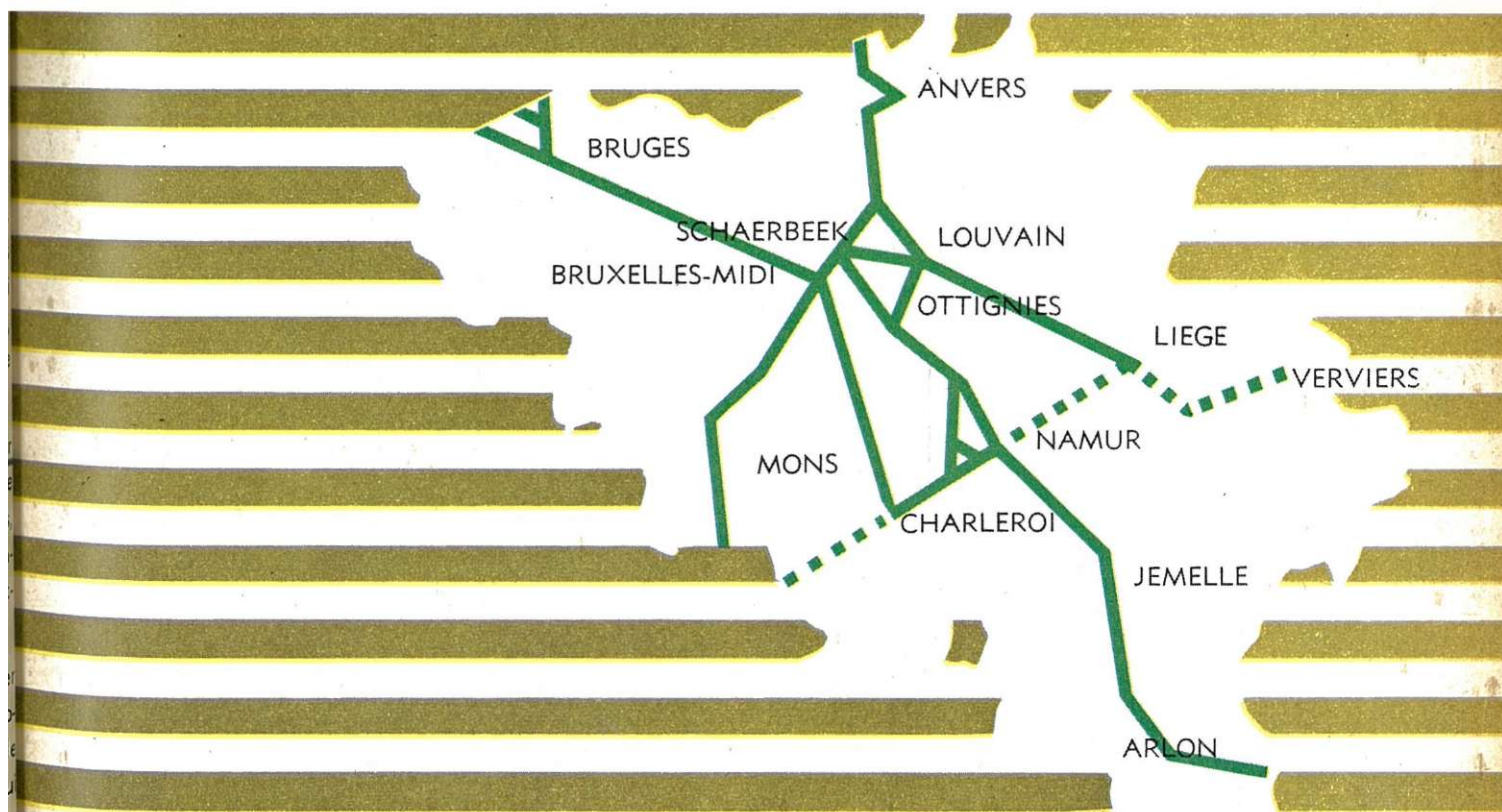 ANVERS
BRUGES
SCHAERBEEK
LOUVAIN
BRUXELLES-MIDI
OTTIGNIES
LIEGE
VERVIERS
NAMUR
MONS
CHARLEROI
JEMELLE
ARLON